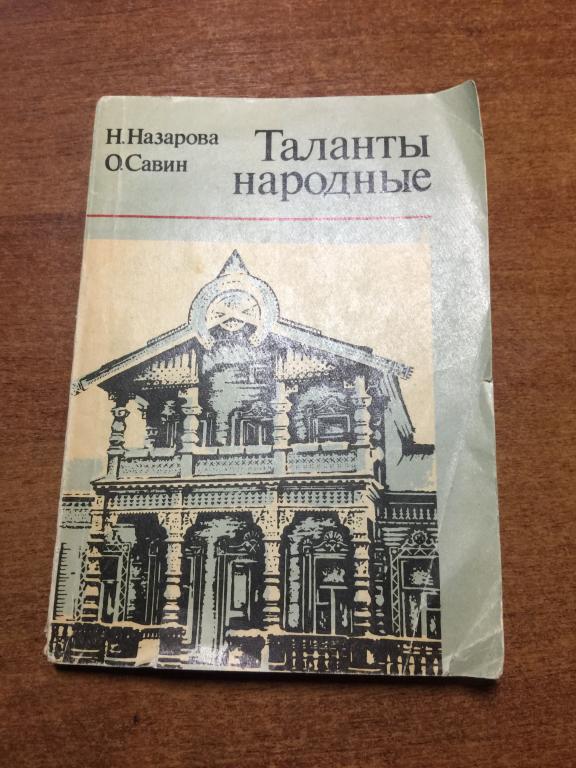 Н.Назарова
О.Савин
Таланты
народные